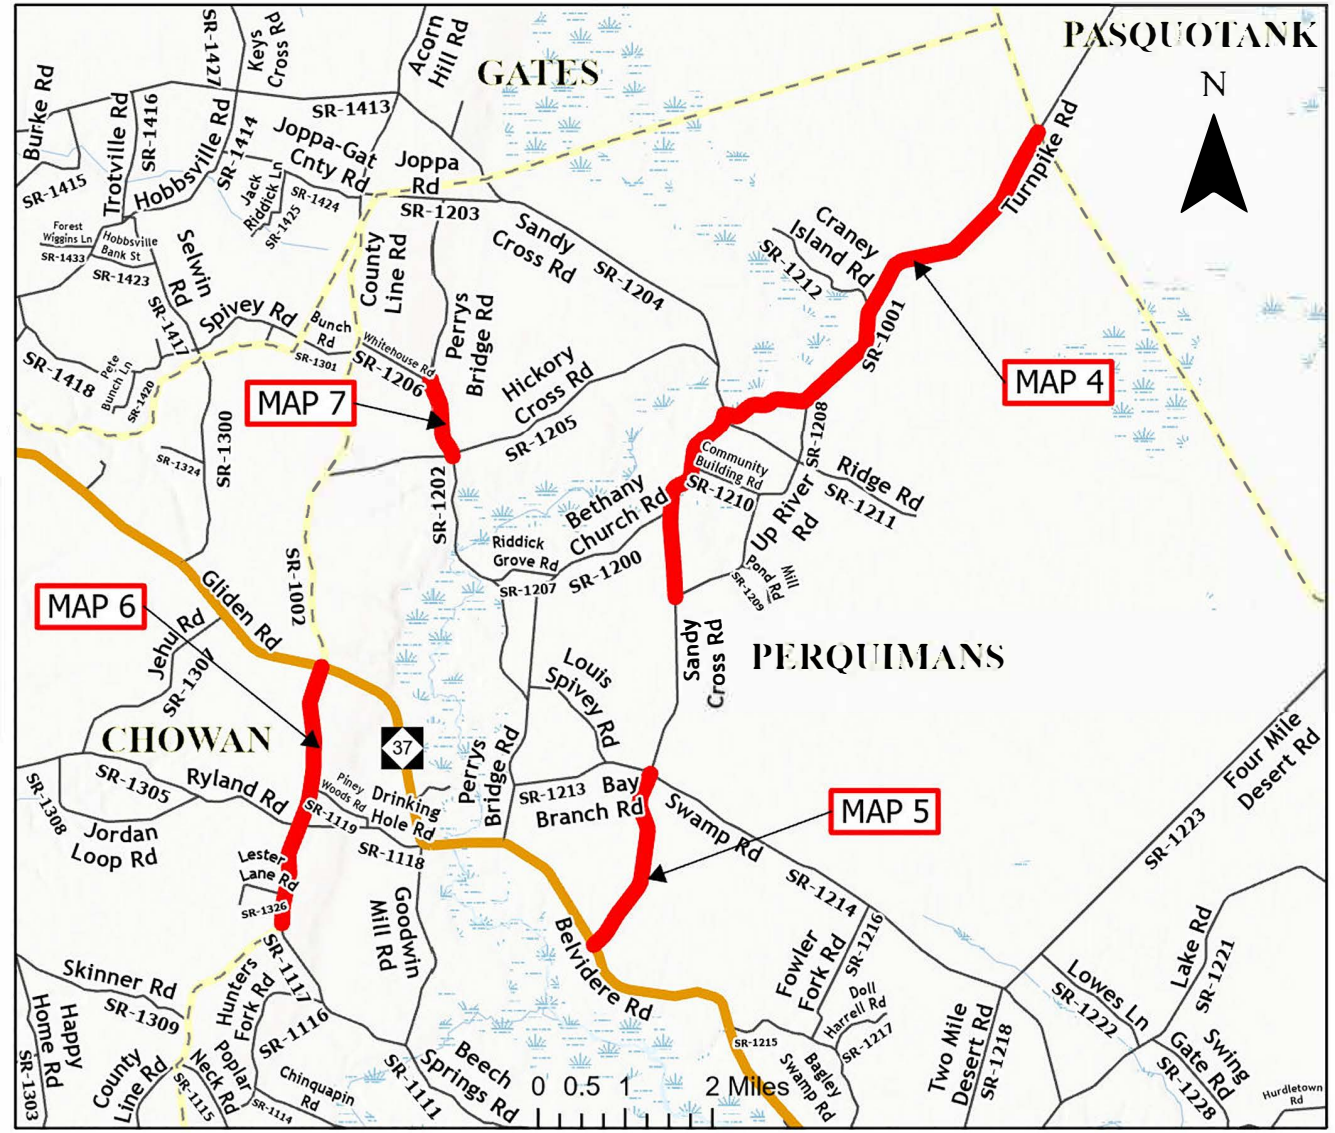 PASQUOTANK
N
GATES
SR-1427
Keys
Cross Rd
Acorn
Hill Rd
SR-1413
Burke Rd
Trotville Rd
SR-1416
Hobbsville Rd
SR-1414
Joppa-Gat
Cnty Rd
Joppa
Rd
SR-1415
Jack
Riddick Ln
SR-1425
SR-1424
SR-1203
Turnpike Rd
Forest
Wiggins Ln
SR-1433
Hobbsville
Bank St
SR-1423
Selwin
Rd
SR-1417
County
Line Rd
Sandy
Cross Rd
SR-1204
Craney
Island Rd
SR-1212
SR-1001
MAP 4
Spivey Rd
Bunch
Rd
SR-1301
Whitehouse Rd
SR-1206
Perrys
Bridge Rd
SR-1418
Pete
Bunch Ln
SR-1420
MAP 7
Hickory
Cross Rd
SR-1205
SR-1300
SR-1324
SR-1202
SR-1208
Community
Building Rd
SR-1210
Ridge Rd
SR-1211
Bethany
Church Rd
SR-1200
Up River
Rd
Riddick
Grove Rd
SR-1207
Mill
Pond Rd
SR-1209
SR-1002
Gliden Rd
MAP 6
Jehu Rd
SR-1307
Sandy
Cross Rd
PERQUIMANS
Louis
Spivey Rd
CHOWAN
37
Perrys
Bridge Rd
Four Mile
Desert Rd
SR-1223
SR-1308
SR-1305
Ryland Rd
Jordan
Loop Rd
Piney
Woods Rd
SR-1119
Drinking
Hole Rd
SR-1118
SR-1213
Bay
Branch Rd
MAP 5
Swamp Rd
SR-1214
Lester
Lane Rd
SR-1326
Goodwin
Mill Rd
Belvidere Rd
Fowler
Fork Rd
SR-1216
Lake Rd
SR-1221
Skinner Rd
SR-1309
Happy
Home Rd
SR-1303
Hunters
Fork Rd
SR-1117
SR-1116
Doll
Harrell Rd
SR-1217
Lowes Ln
SR-1222
Two Mile
Desert Rd
SR-1218
County
Line Rd
SR-1115
Poplar
Neck Rd
SR-1114
Chinquapin
Rd
SR-1111
Beech
Springs Rd
SR-1215
Bagley
Swamp Rd
Swing
Gate Rd
SR-1228
Hurdletown
Rd
0 0.5 1 2 Miles